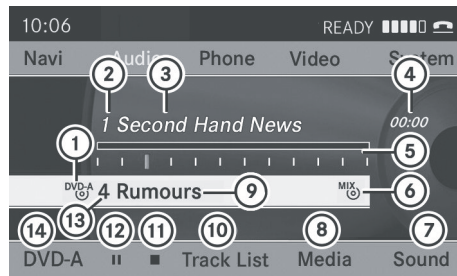 10:06 READY
Navi Audio Phone Video System
2 3 4
1 Second Hand News 00:00
1 5
DVD-A 4 Rumours 9 MIX 6
13
14 12 11 10 8 7
DVD-A Track List Media Sound